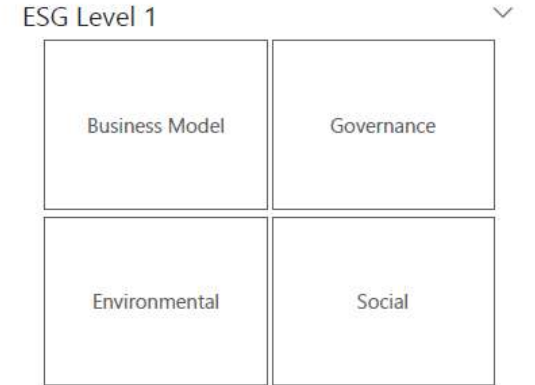 ESG Level 1
Business Model
Governance
Environmental
Social